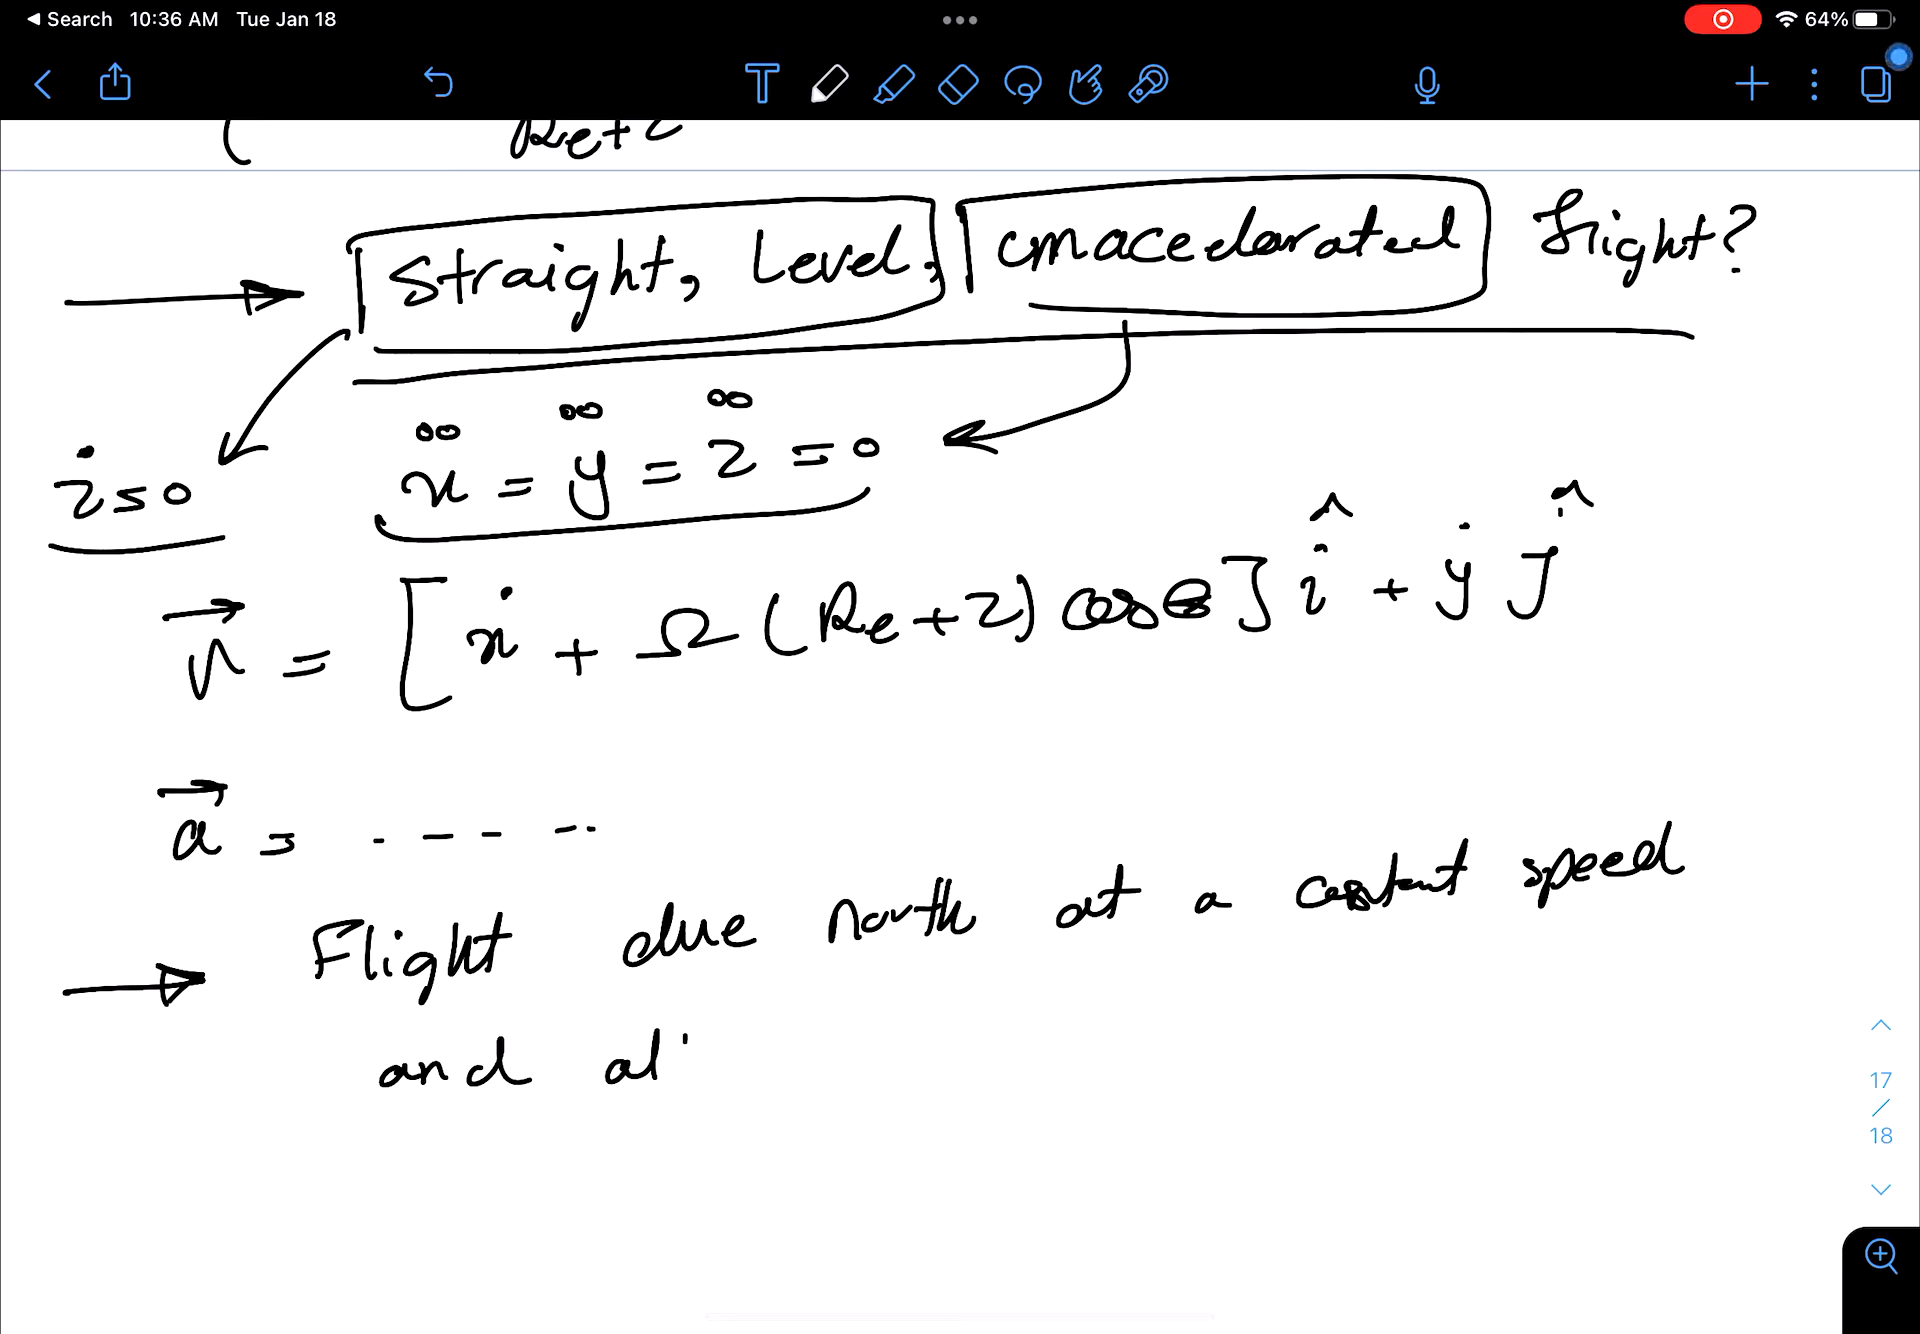 Search 10:36 AM Tue Jan 18
64%
Re+z
Straight, Level, unaccelerated flight?
ż=0 ẍ = ÿ = z̈ = 0
v⃗ = [ẋ + Ω (Re+z) cosθ] î + ẏ ĵ
a⃗ = . - - - - ..
Flight due north at a constant speed
and al
17
/
18